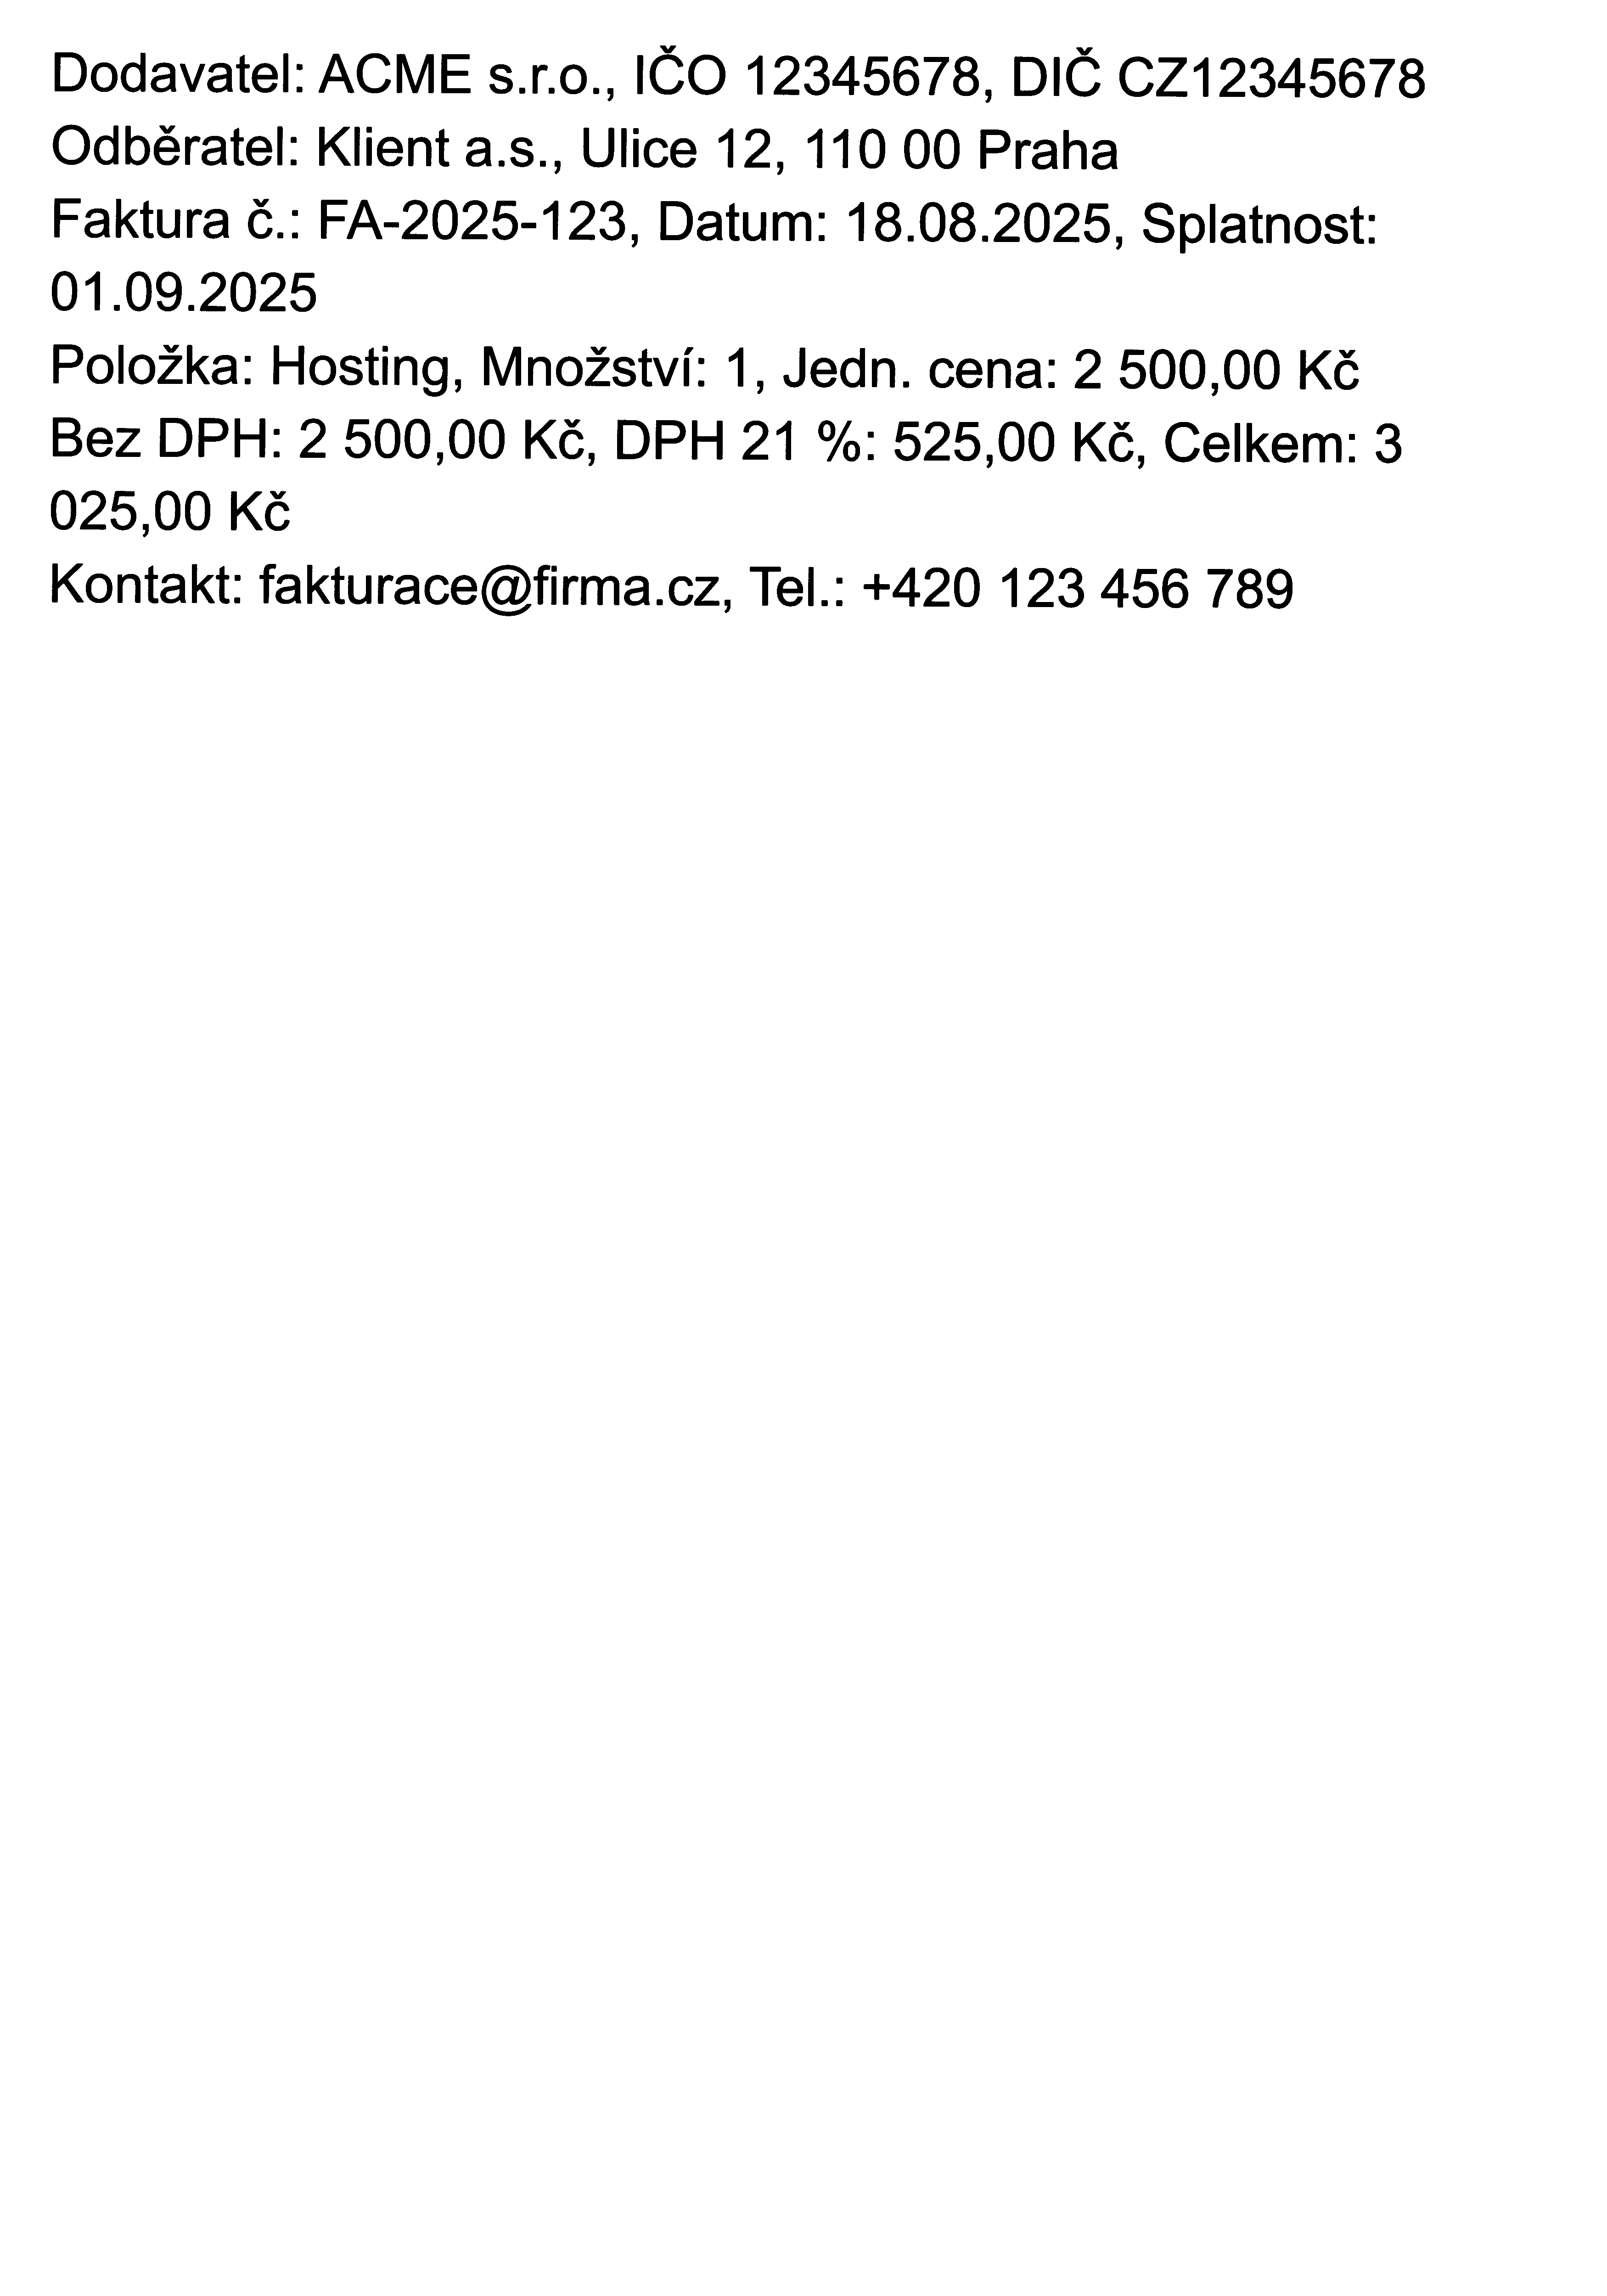 Dodavatel: ACME s.r.o., IČO 12345678, DIČ CZ12345678
Odběratel: Klient a.s., Ulice 12, 110 00 Praha
Faktura č.: FA-2025-123, Datum: 18.08.2025, Splatnost:
01.09.2025
Položka: Hosting, Množství: 1, Jedn. cena: 2 500,00 Kč
Bez DPH: 2 500,00 Kč, DPH 21 %: 525,00 Kč, Celkem: 3
025,00 Kč
Kontakt: fakturace@firma.cz, Tel.: +420 123 456 789